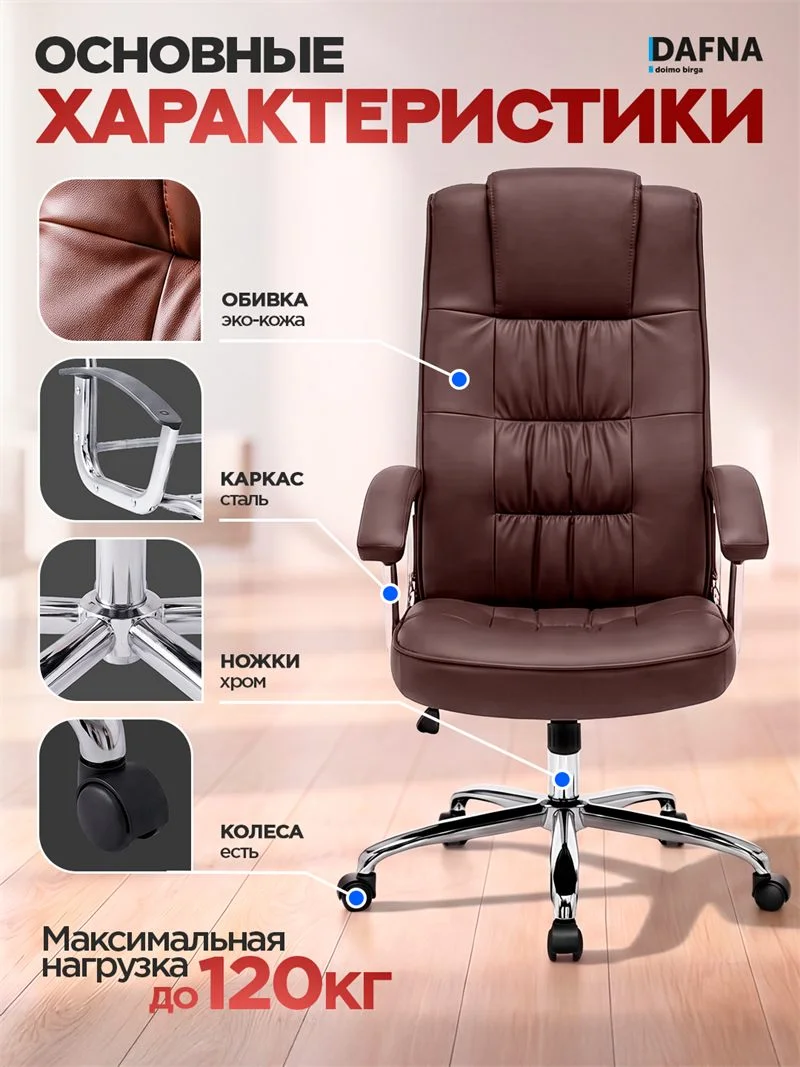 ОСНОВНЫЕ
ХАРАКТЕРИСТИКИ
DAFNA
doimo birga
ОБИВКА
эко-кожа
КАРКАС
сталь
НОЖКИ
хром
КОЛЕСА
есть
Максимальная
нагрузка
до 120кг